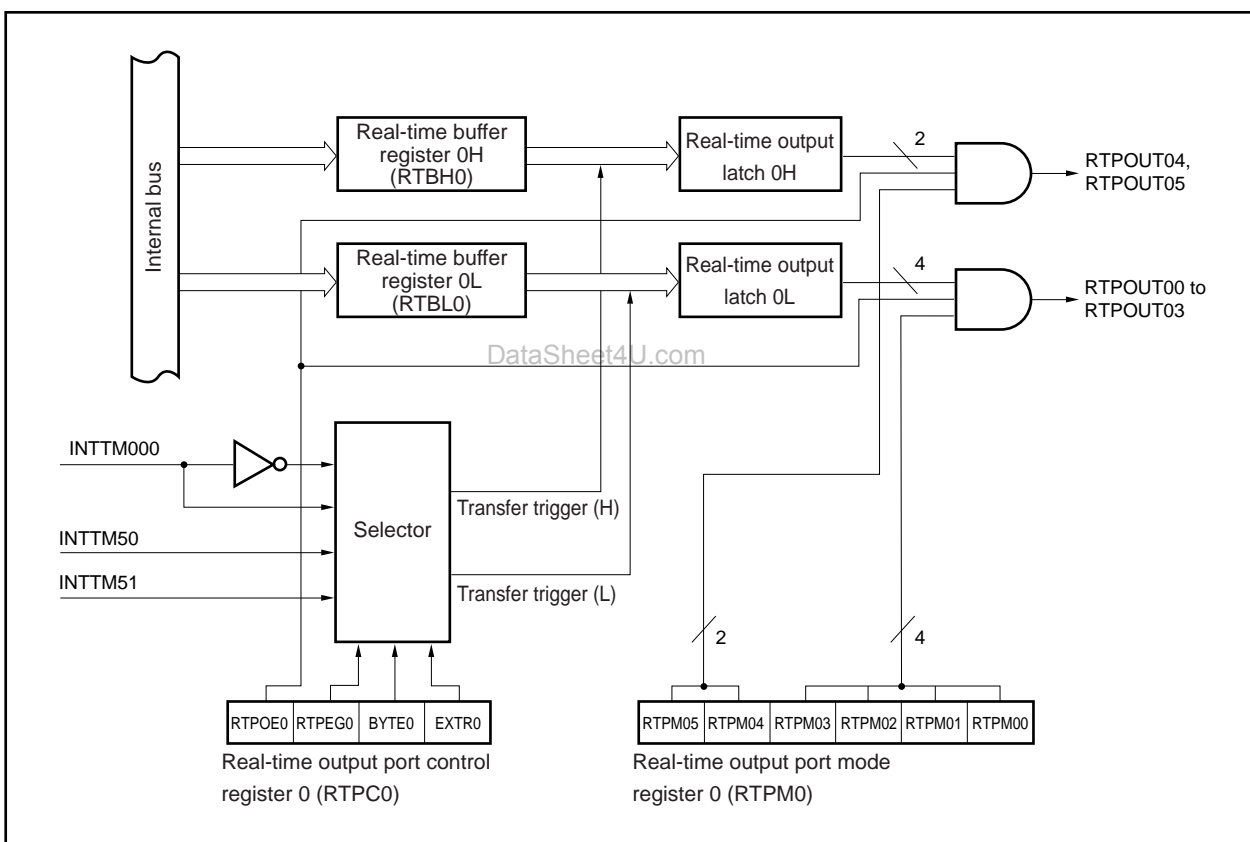 Internal bus
Real-time buffer
register 0H
(RTBH0)
Real-time output
latch 0H
2
RTPOUT04,
RTPOUT05
Real-time buffer
register 0L
(RTBL0)
Real-time output
latch 0L
4
RTPOUT00 to
RTPOUT03
DataSheet4U.com
INTTM000
INTTM50
INTTM51
Selector
Transfer trigger (H)
Transfer trigger (L)
2
4
RTPOE0 RTPEG0 BYTE0 EXTR0
Real-time output port control
register 0 (RTPC0)
RTPM05 RTPM04 RTPM03 RTPM02 RTPM01 RTPM00
Real-time output port mode
register 0 (RTPM0)